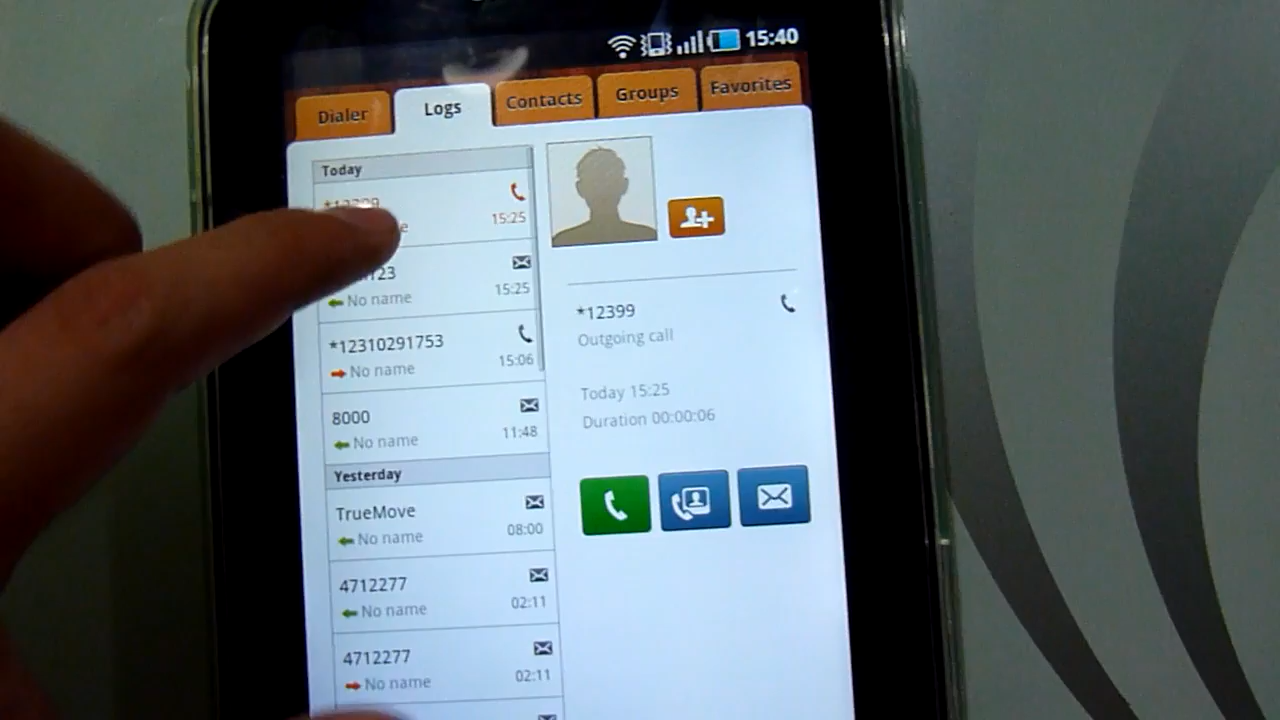 15:40
Dialer
Logs
Contacts
Groups
Favorites
Today
*12399
15:25
123
15:25
No name
*12310291753
15:06
No name
8000
11:48
No name
Yesterday
TrueMove
08:00
No name
4712277
02:11
No name
4712277
02:11
No name
*12399
Outgoing call
Today 15:25
Duration 00:00:06